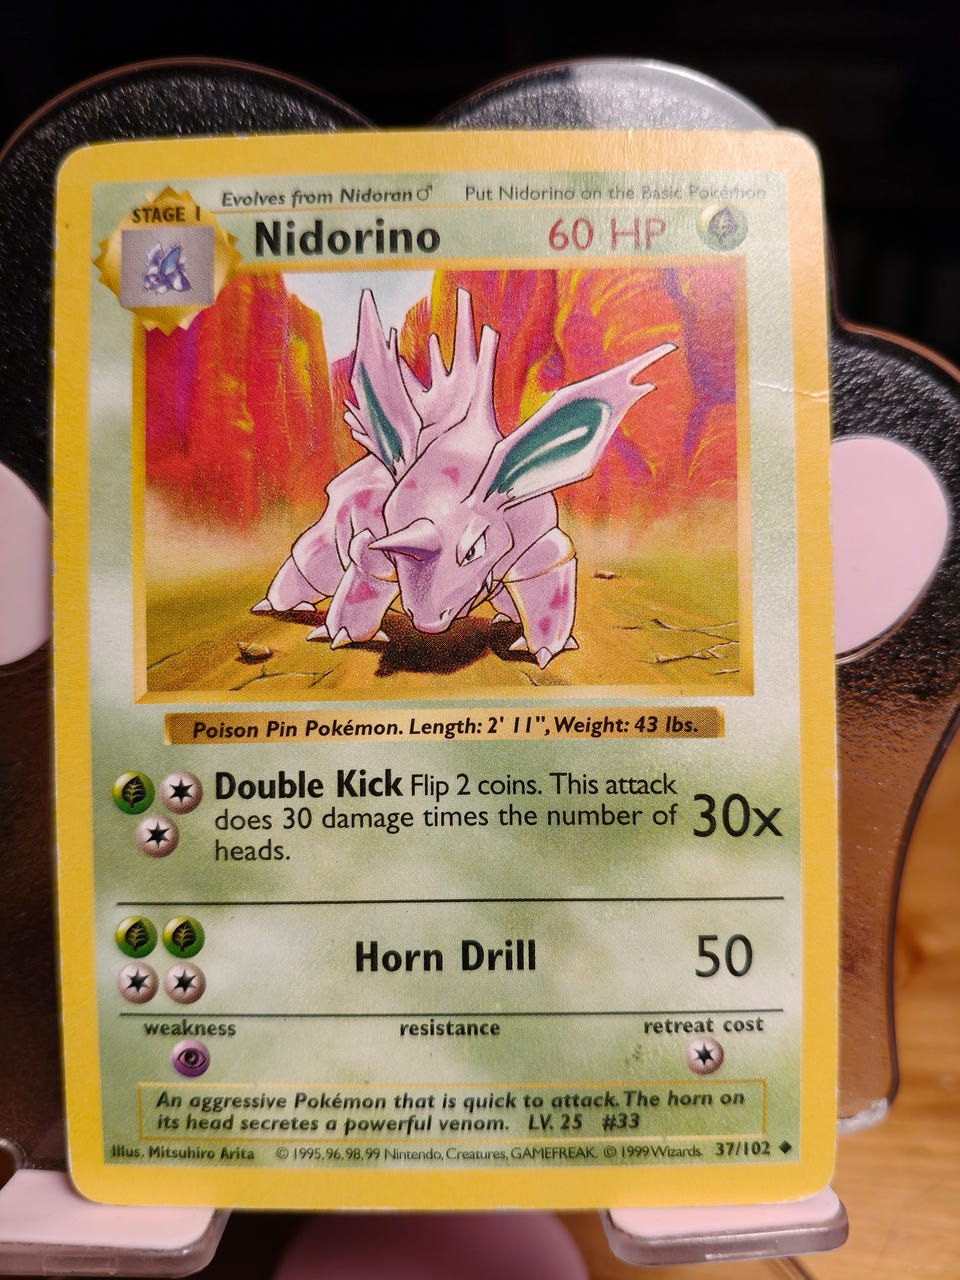 Evolves from Nidoran♂ Put Nidorino on the Basic Pokémon
STAGE 1
Nidorino 60 HP
Poison Pin Pokémon. Length: 2' 11", Weight: 43 lbs.
Double Kick Flip 2 coins. This attack
does 30 damage times the number of
heads.
30x
Horn Drill 50
weakness resistance retreat cost
An aggressive Pokémon that is quick to attack. The horn on
its head secretes a powerful venom. LV. 25 #33
Illus. Mitsuhiro Arita © 1995, 96, 98, 99 Nintendo, Creatures, GAMEFREAK. © 1999 Wizards. 37/102 ◆